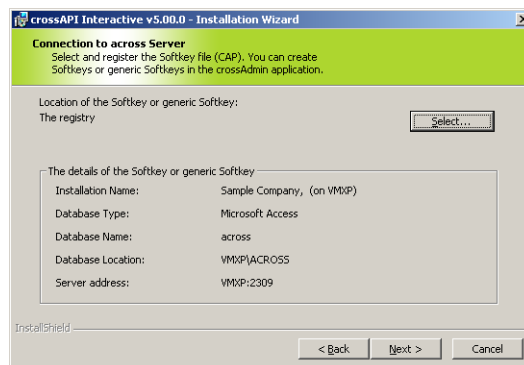 crossAPI Interactive v5.00.0 - Installation Wizard
Connection to across Server
Select and register the Softkey file (CAP). You can create
Softkeys or generic Softkeys in the crossAdmin application.
Location of the Softkey or generic Softkey:
The registry
Select...
The details of the Softkey or generic Softkey
Installation Name: Sample Company, (on VMXP)
Database Type: Microsoft Access
Database Name: across
Database Location: VMXP\ACROSS
Server address: VMXP:2309
InstallShield
< Back Next > Cancel